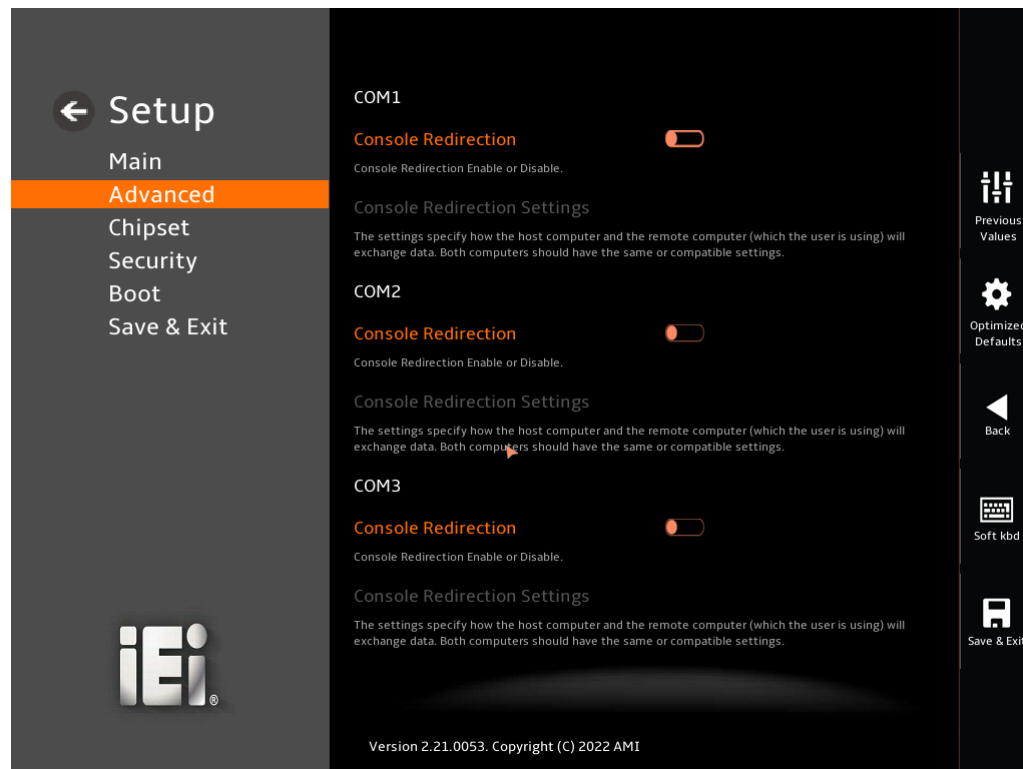 Setup
Main
Advanced
Chipset
Security
Boot
Save & Exit
iEi®
COM1
Console Redirection
Console Redirection Enable or Disable.
Console Redirection Settings
The settings specify how the host computer and the remote computer (which the user is using) will
exchange data. Both computers should have the same or compatible settings.
COM2
Console Redirection
Console Redirection Enable or Disable.
Console Redirection Settings
The settings specify how the host computer and the remote computer (which the user is using) will
exchange data. Both computers should have the same or compatible settings.
COM3
Console Redirection
Console Redirection Enable or Disable.
Console Redirection Settings
The settings specify how the host computer and the remote computer (which the user is using) will
exchange data. Both computers should have the same or compatible settings.
Version 2.21.0053. Copyright (C) 2022 AMI
Previous
Values
Optimized
Defaults
Back
Soft kbd
Save & Exit